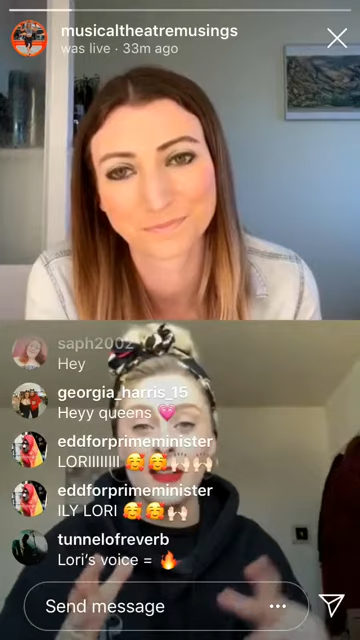 musicaltheatremusings
was live · 33m ago
saph2002
Hey
georgia_harris_15
Heyy queens 💗
eddforprimeminister
LORIIIIIIII 🥰🥰🙌🏻🙌🏻
eddforprimeminister
ILY LORI 🥰🥰🙌🏻
tunnelofreverb
Lori's voice = 🔥
Send message